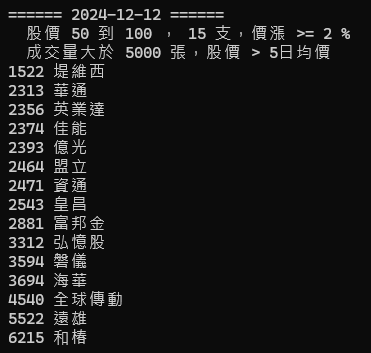 ====== 2024-12-12 ======
股價 50 到 100 , 15 支，價漲 >= 2 %
成交量大於 5000 張，股價 > 5日均價
1522 堤維西
2313 華通
2356 英業達
2374 佳能
2393 億光
2464 盟立
2471 資通
2543 皇昌
2881 富邦金
3312 弘憶股
3594 磐儀
3694 海華
4540 全球傳動
5522 遠雄
6215 和椿